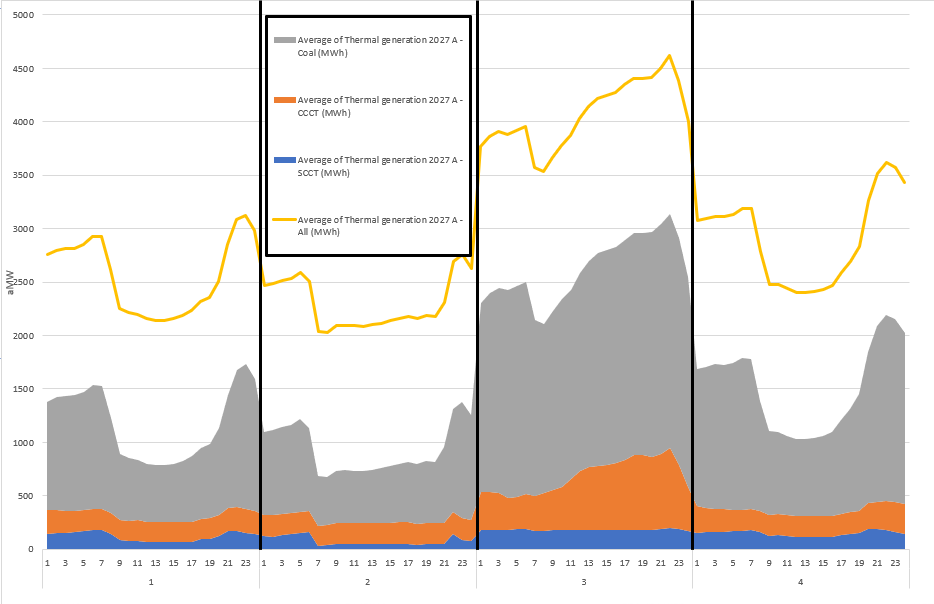 5000
4500
4000
3500
3000
2500
2000
1500
1000
500
0
aMW
Average of Thermal generation 2027 A -
Coal (MWh)
Average of Thermal generation 2027 A -
CCCT (MWh)
Average of Thermal generation 2027 A -
SCCT (MWh)
Average of Thermal generation 2027 A -
All (MWh)
1 3 5 7 9 11 13 15 17 19 21 23 1 3 5 7 9 11 13 15 17 19 21 23 1 3 5 7 9 11 13 15 17 19 21 23 1 3 5 7 9 11 13 15 17 19 21 23
1 2 3 4